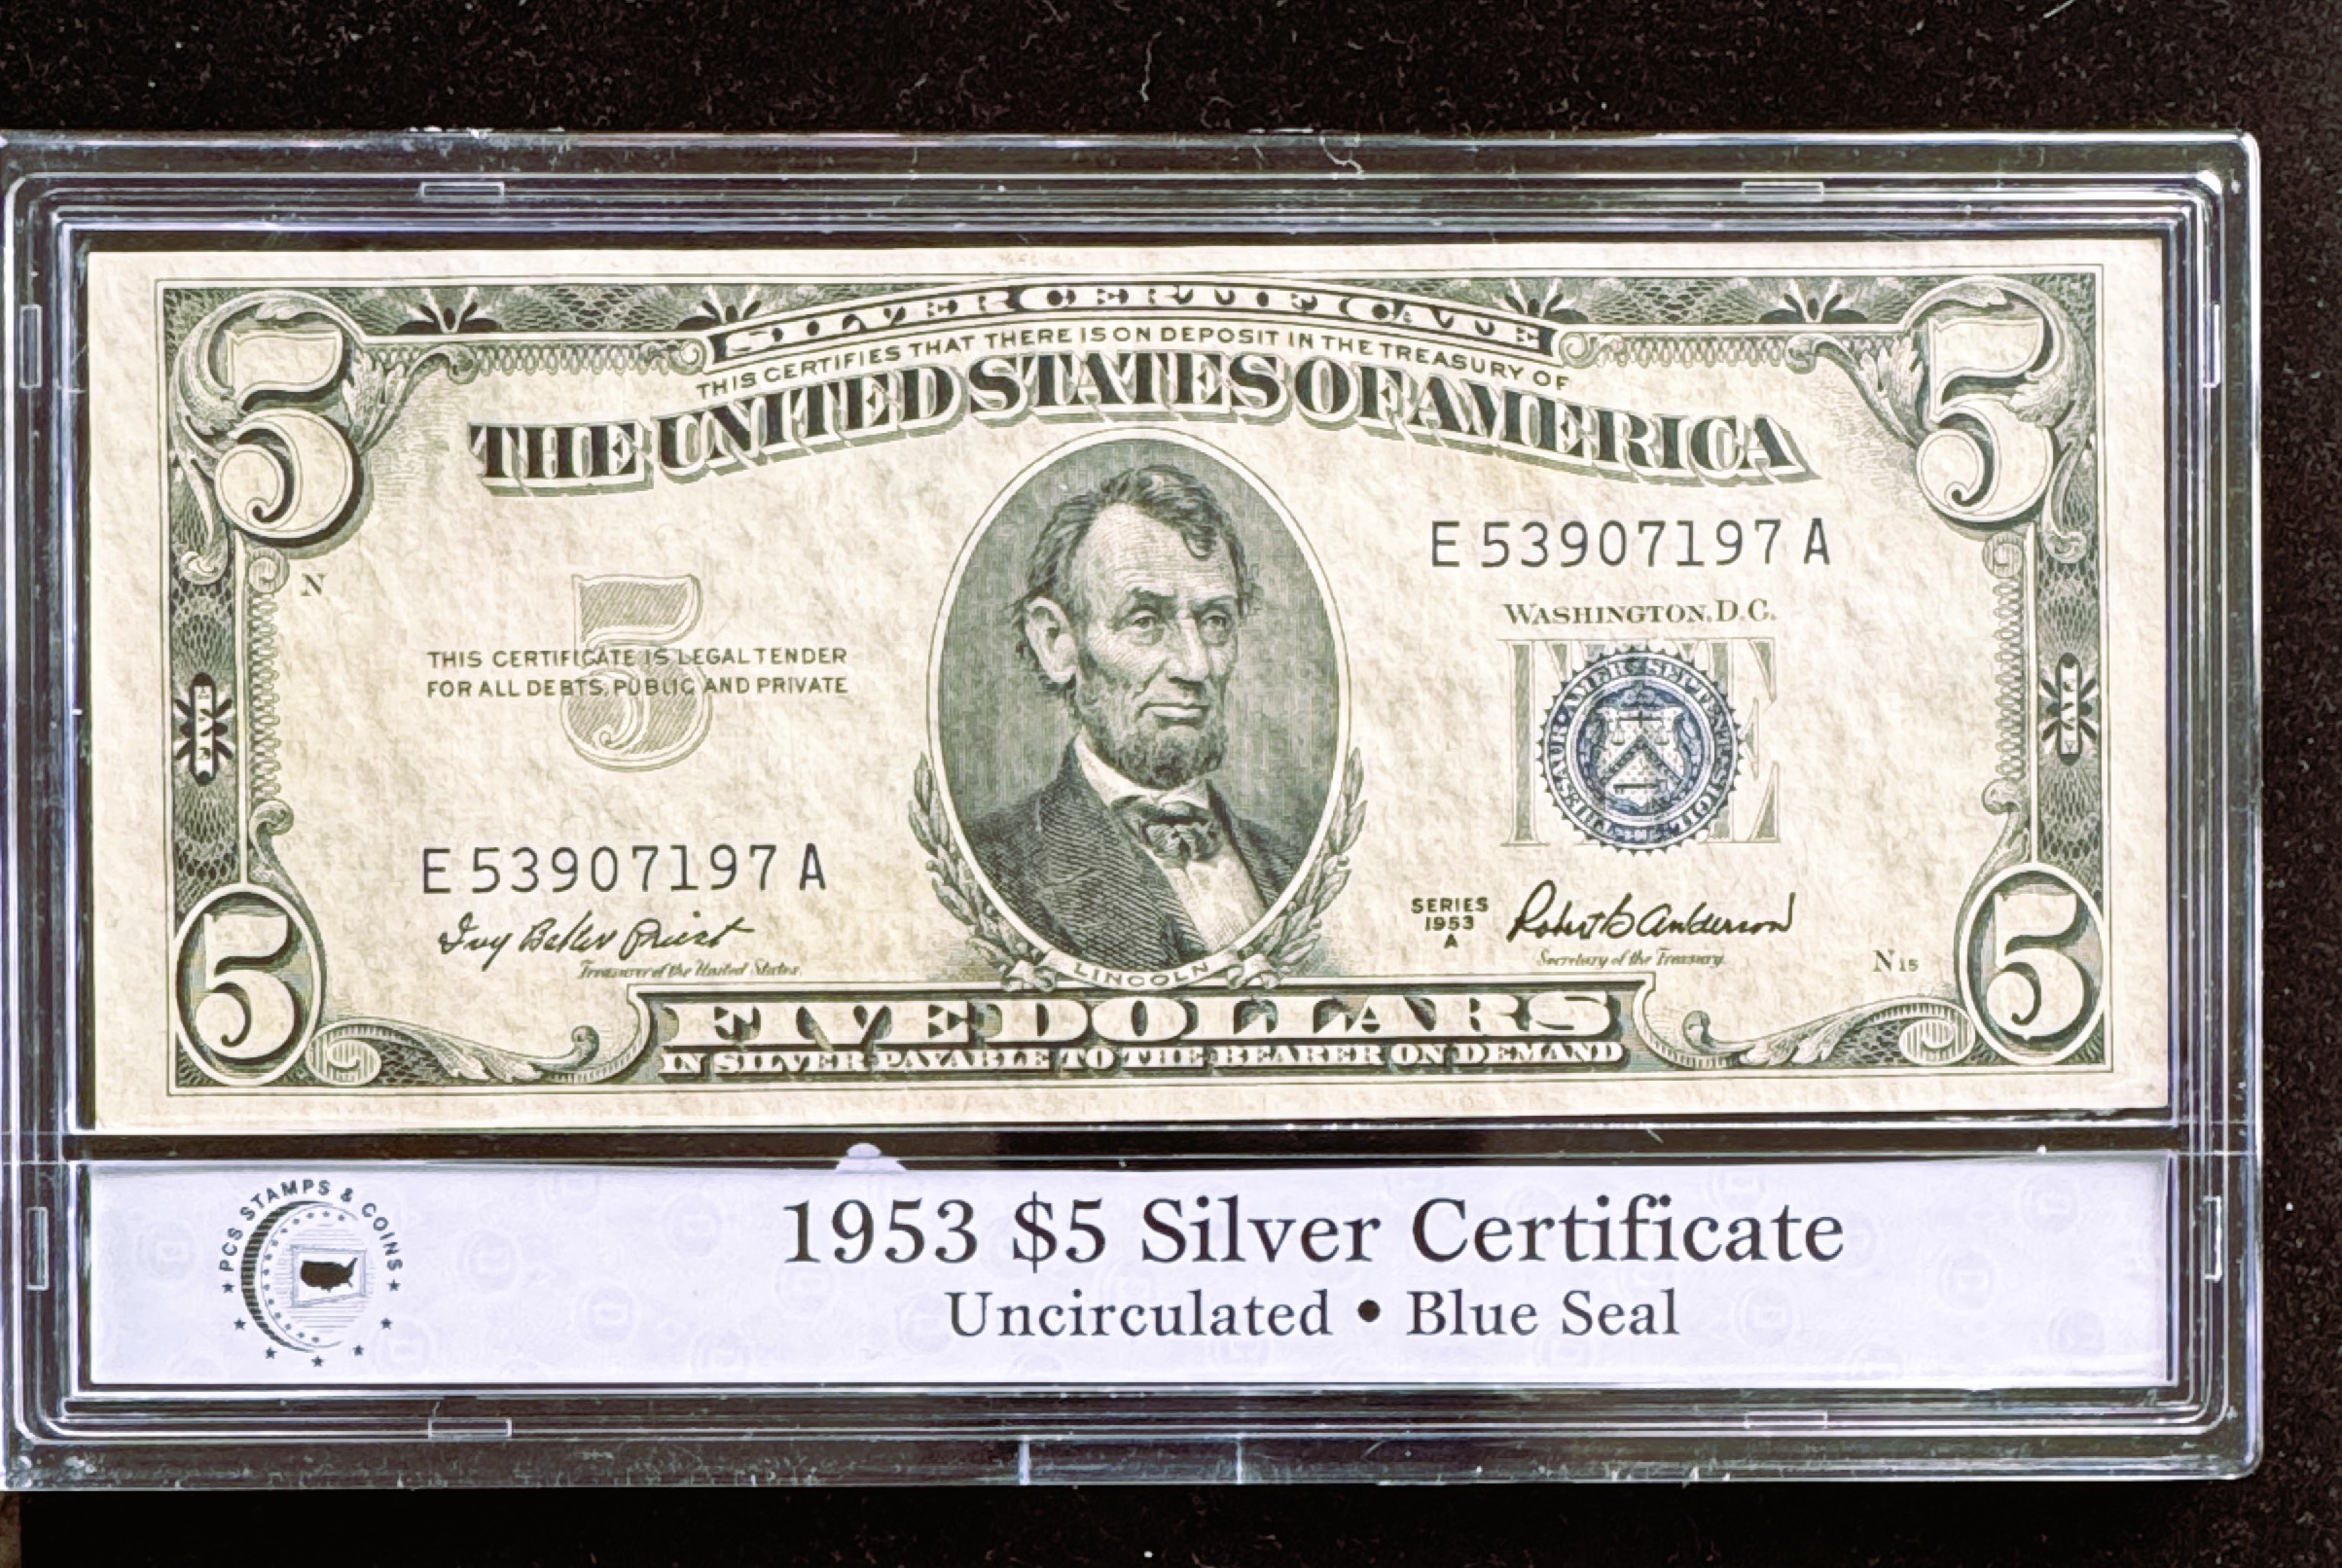 SILVER CERTIFICATE
THIS CERTIFIES THAT THERE IS ON DEPOSIT IN THE TREASURY OF
THE UNITED STATES OF AMERICA
5
5
E 53907197 A
N
WASHINGTON, D.C.
5
THIS CERTIFICATE IS LEGAL TENDER
FOR ALL DEBTS, PUBLIC AND PRIVATE
FIVE
FIVE
FIVE
E 53907197 A
Ivy Baker Priest
Treasurer of the United States.
SERIES
1953
A
Robert B Anderson
Secretary of the Treasury.
N 15
LINCOLN
5
5
FIVE DOLLARS
IN SILVER PAYABLE TO THE BEARER ON DEMAND
PCS STAMPS & COINS
1953 $5 Silver Certificate
Uncirculated • Blue Seal